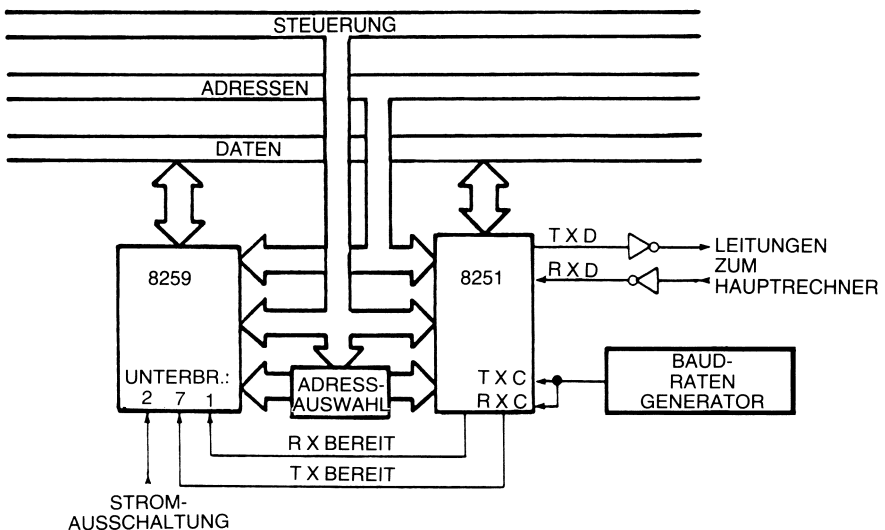 STEUERUNG
ADRESSEN
DATEN
8259
UNTERBR.:
2 7 1
8251
T X D
R X D
LEITUNGEN
ZUM
HAUPTRECHNER
T X C
R X C
BAUD-
RATEN
GENERATOR
ADRESS-
AUSWAHL
R X BEREIT
T X BEREIT
STROM-
AUSSCHALTUNG